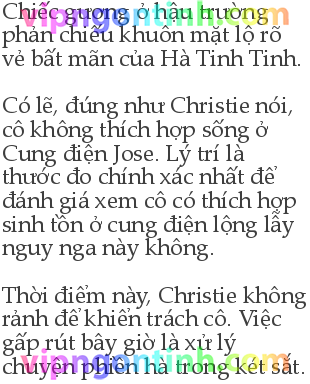 Chiếc gương ở hậu trường
phản chiếu khuôn mặt lộ rõ
vẻ bất mãn của Hà Tinh Tinh.
Có lẽ, đúng như Christie nói,
cô không thích hợp sống ở
Cung điện Jose. Lý trí là
thước đo chính xác nhất để
đánh giá xem cô có thích hợp
sinh tồn ở cung điện lộng lẫy
nguy nga này không.
Thời điểm này, Christie không
rảnh để khiển trách cô. Việc
gấp rút bây giờ là xử lý
chuyện phiền hà trong két sắt.
vipngontinh.com
vipngontinh.com